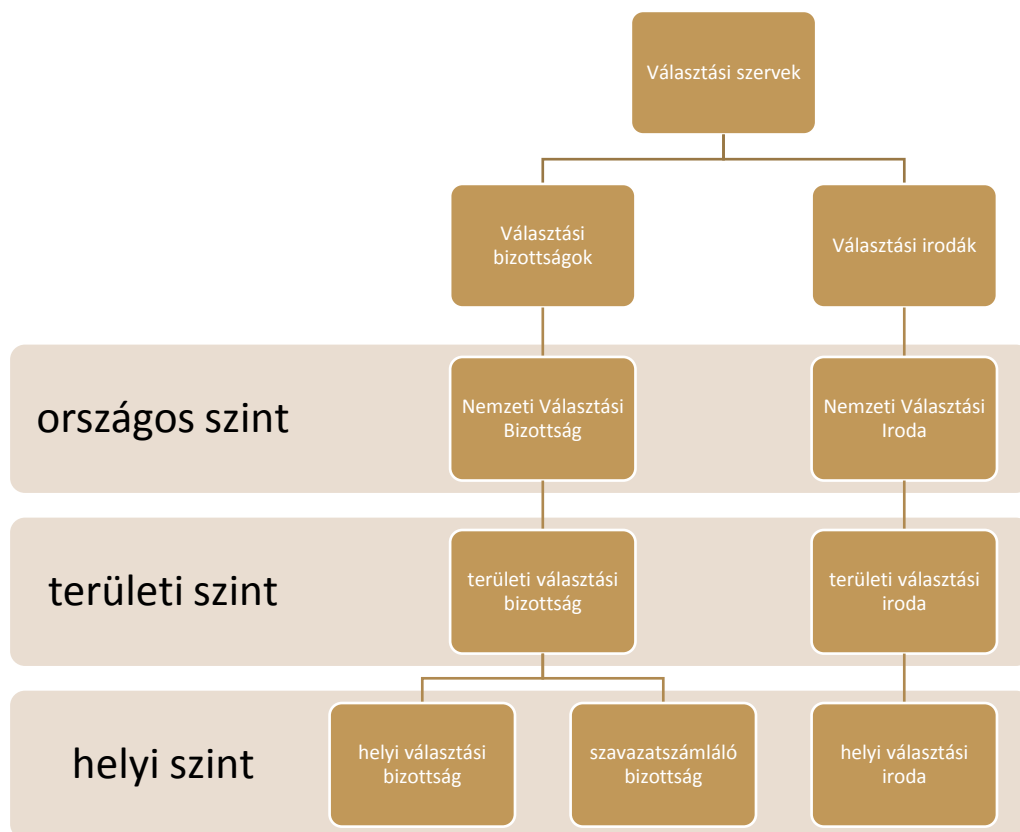 Választási szervek
Választási
bizottságok
Választási irodák
országos szint
Nemzeti Választási
Bizottság
Nemzeti Választási
Iroda
területi szint
területi választási
bizottság
területi választási
iroda
helyi szint
helyi választási
bizottság
szavazatszámláló
bizottság
helyi választási
iroda